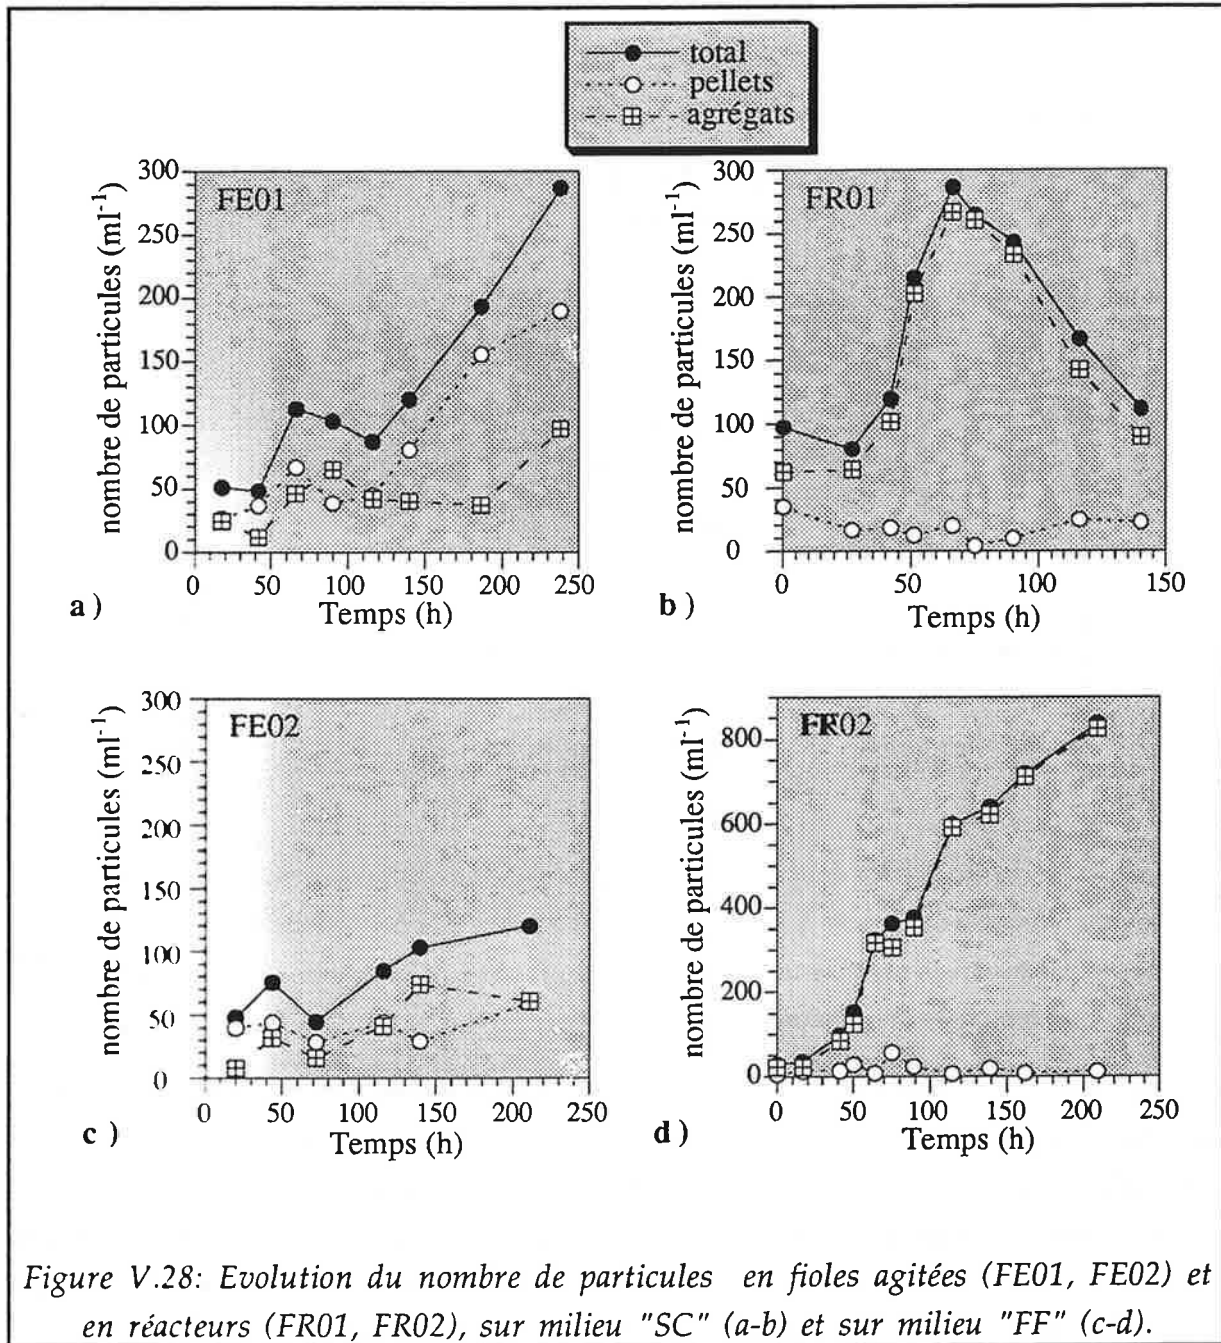 total
pellets
agrégats
FE01
nombre de particules (ml⁻¹)
300
250
200
150
100
50
0
0 50 100 150 200 250
Temps (h)
a)
FR01
nombre de particules (ml⁻¹)
300
250
200
150
100
50
0
0 50 100 150
Temps (h)
b)
FE02
nombre de particules (ml⁻¹)
300
250
200
150
100
50
0
0 50 100 150 200 250
Temps (h)
c)
FR02
nombre de particules (ml⁻¹)
800
600
400
200
0
0 50 100 150 200 250
Temps (h)
d)
Figure V.28: Evolution du nombre de particules en fioles agitées (FE01, FE02) et
en réacteurs (FR01, FR02), sur milieu "SC" (a-b) et sur milieu "FF" (c-d).